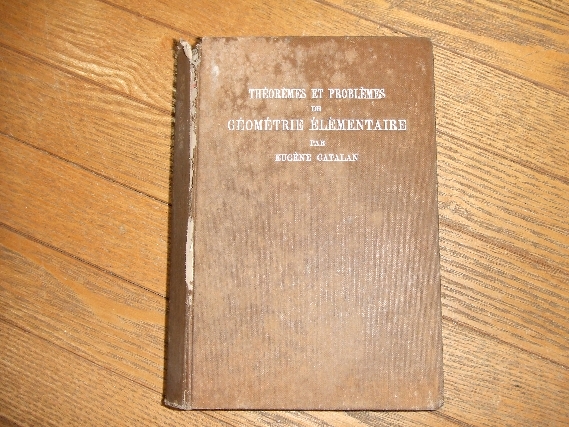 THÉORÈMES ET PROBLÈMES
DE
GÉOMÉTRIE ÉLÉMENTAIRE
PAR
EUGÈNE CATALAN